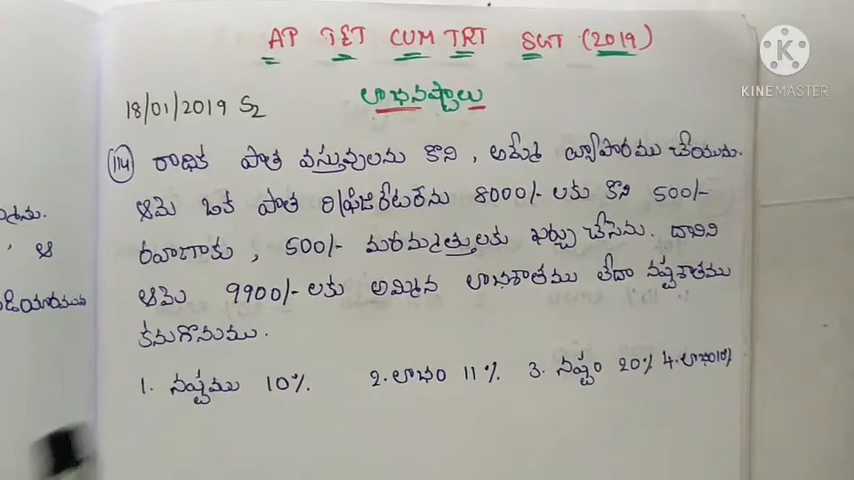 AP TET CUM TRT SGT (2019)
K
KINEMASTER
18/01/2019 S2
లాభనష్టాలు
114 రాధిక పాత వస్తువులను కొని, అమ్మే వ్యాపారము చేయును.
ఆమె ఒక పాత రిఫ్రిజిరేటరేను 8000/- లకు కొని 500/-
రవాణాకు, 500/- మరమ్మత్తులకు ఖర్చు చేసెను. దానిని
ఆమె 9900/- లకు అమ్మిన లాభశాతము లేదా నష్టశాతము
కనుగొనుము.
1. నష్టము 10% 2. లాభం 11% 3. నష్టం 20% 4. లాభం 10%
, ఆ